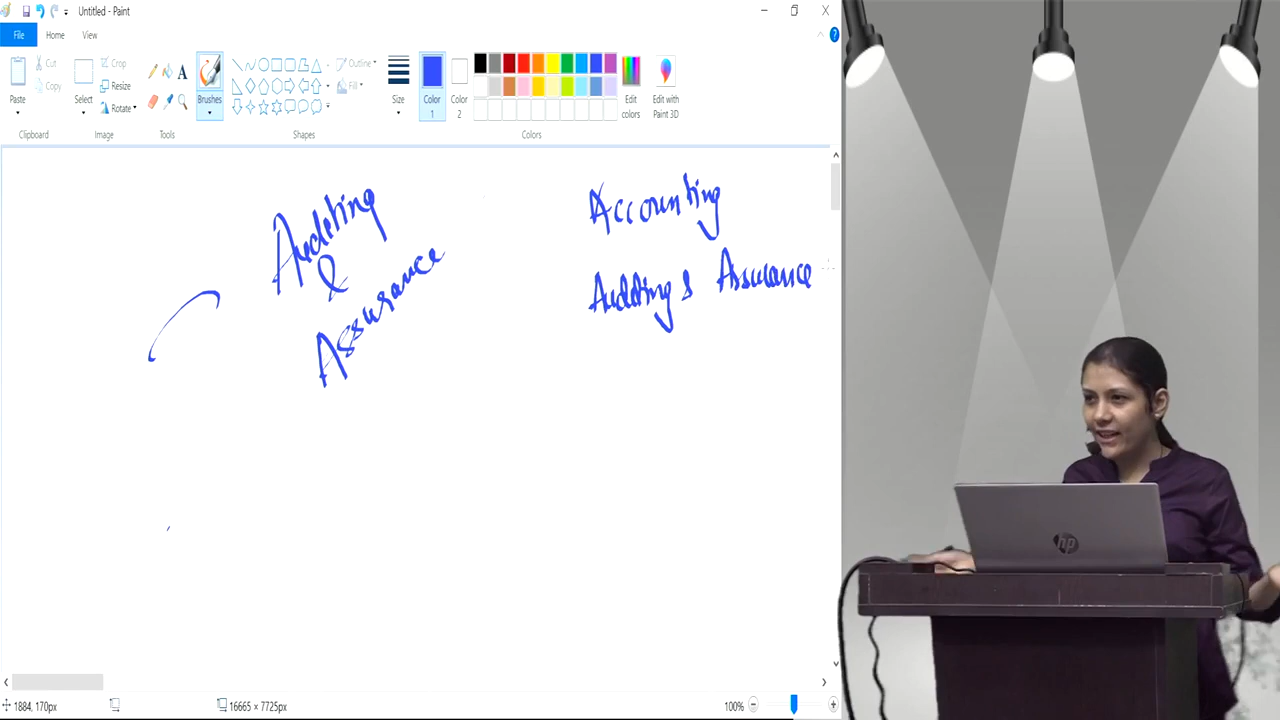 Untitled - Paint
File
Home
View
Paste
Cut
Copy
Clipboard
Select
Crop
Resize
Rotate
Image
Tools
Brushes
Shapes
Outline
Fill
Size
Color 1
Color 2
Edit colors
Edit with Paint 3D
Colors
Auditing
&
Assurance
Accounting
Auditing & Assurance
hp
1884, 170px
16665 × 7725px
100%